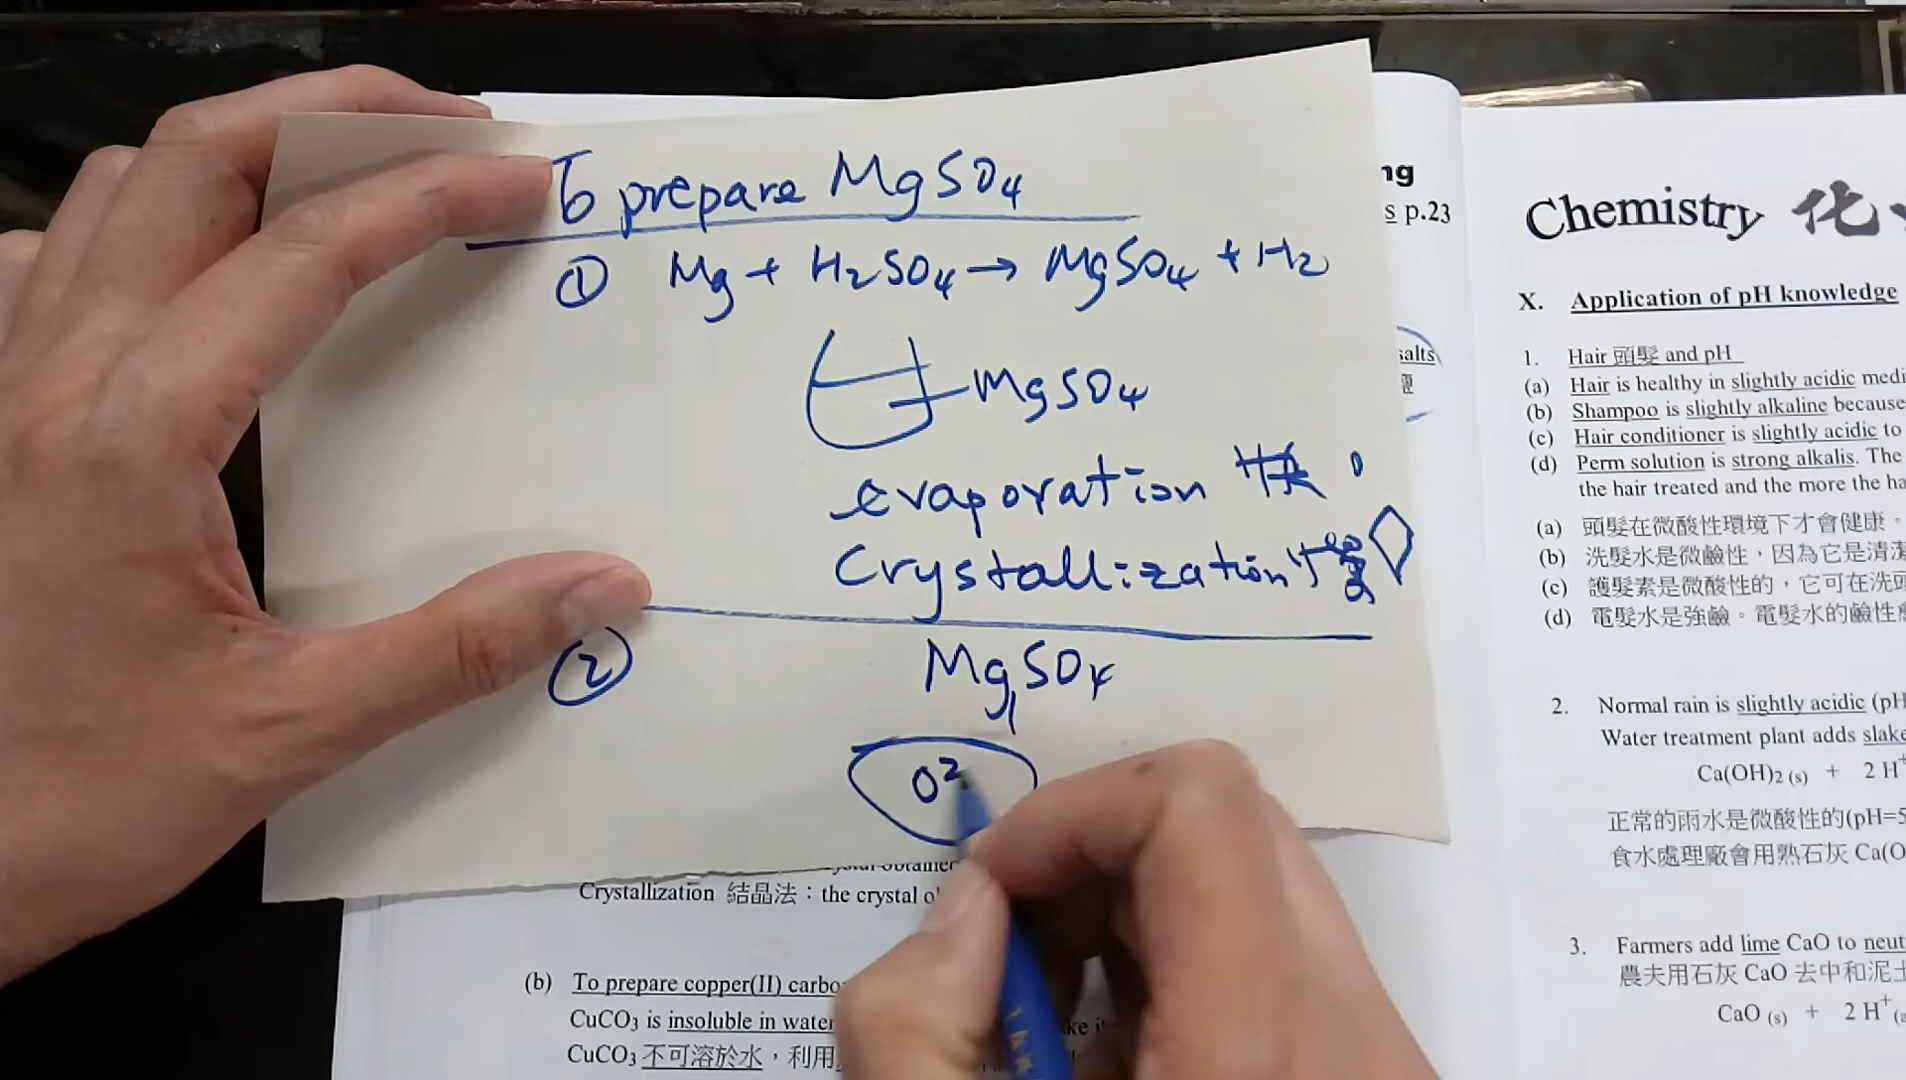 To prepare MgSO4
① Mg + H2SO4 → MgSO4 + H2
MgSO4
evaporation 快
Crystallization 慢
②
MgSO4
O2
ng
s p.23
salts
Crystallization 結晶法：the crystal
(b) To prepare copper(II) carbo
CuCO3 is insoluble in water
CuCO3 不可溶於水，利用
Chemistry 化
X. Application of pH knowledge
1. Hair 頭髮 and pH
(a) Hair is healthy in slightly acidic medi
(b) Shampoo is slightly alkaline because
(c) Hair conditioner is slightly acidic to
(d) Perm solution is strong alkalis. The
the hair treated and the more the ha
(a) 頭髮在微酸性環境下才會健康。
(b) 洗髮水是微鹼性，因為它是清潔
(c) 護髮素是微酸性的，它可在洗頭
(d) 電髮水是強鹼。電髮水的鹼性愈
2. Normal rain is slightly acidic (pH
Water treatment plant adds slake
Ca(OH)2 (s) + 2 H+
正常的雨水是微酸性的(pH=5
食水處理廠會用熟石灰 Ca(O
3. Farmers add lime CaO to neut
農夫用石灰 CaO 去中和泥土
CaO (s) + 2 H+ (a